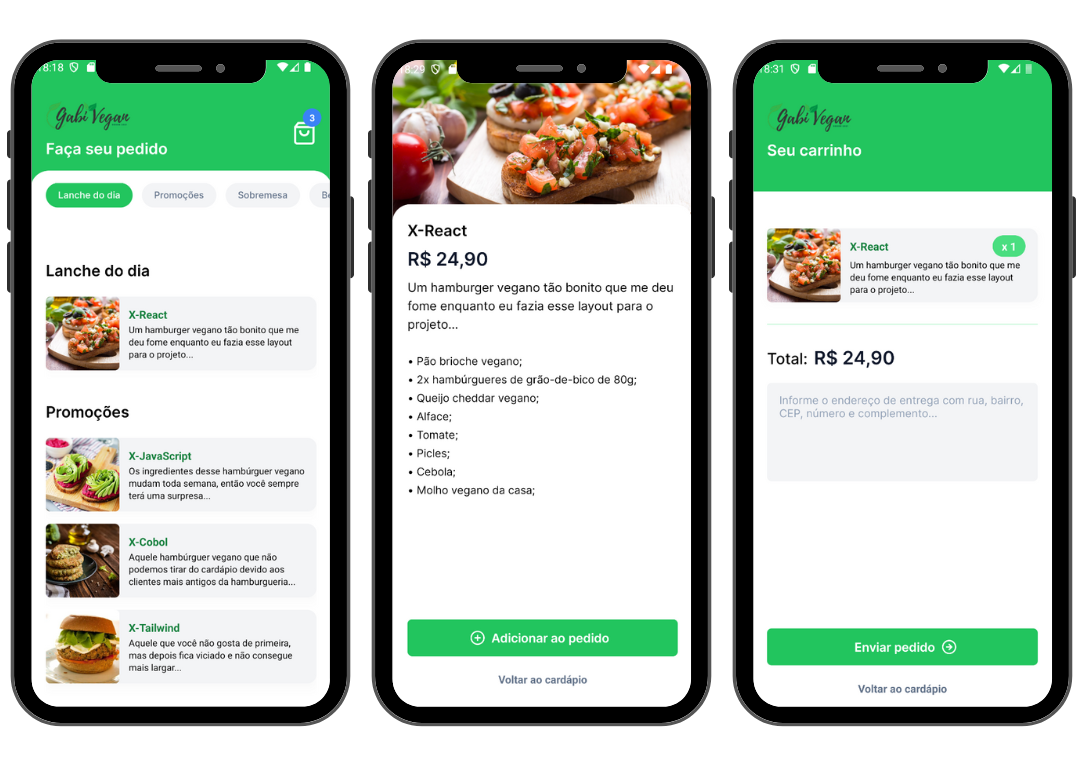 8:18
Gabi Vegan
3
Faça seu pedido
Lanche do dia
Promoções
Sobremesa
Lanche do dia
X-React
Um hamburger vegano tão bonito que me
deu fome enquanto eu fazia esse layout
para o projeto...
Promoções
X-JavaScript
Os ingredientes desse hambúrguer vegano
mudam toda semana, então você sempre
terá uma surpresa...
X-Cobol
Aquele hambúrguer vegano que não
podemos tirar do cardápio devido aos
clientes mais antigos da hamburgueria...
X-Tailwind
Aquele que você não gosta de primeira,
mas depois fica viciado e não consegue
mais largar...
8:29
X-React
R$ 24,90
Um hamburger vegano tão bonito que me deu
fome enquanto eu fazia esse layout para o
projeto...
• Pão brioche vegano;
• 2x hambúrgueres de grão-de-bico de 80g;
• Queijo cheddar vegano;
• Alface;
• Tomate;
• Picles;
• Cebola;
• Molho vegano da casa;
Adicionar ao pedido
Voltar ao cardápio
8:31
Gabi Vegan
Seu carrinho
X-React
x 1
Um hamburger vegano tão bonito que me
deu fome enquanto eu fazia esse layout
para o projeto...
Total: R$ 24,90
Informe o endereço de entrega com rua, bairro,
CEP, número e complemento...
Enviar pedido
Voltar ao cardápio